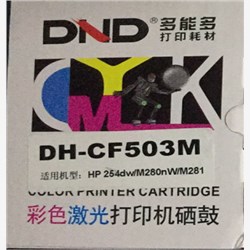 DND 多能多
打印耗材
CMYK
DH-CF503M
适用机型: HP 254dw/M280nW/M281
COLOR PRINTER CARTRIDGE
彩色激光打印机硒鼓